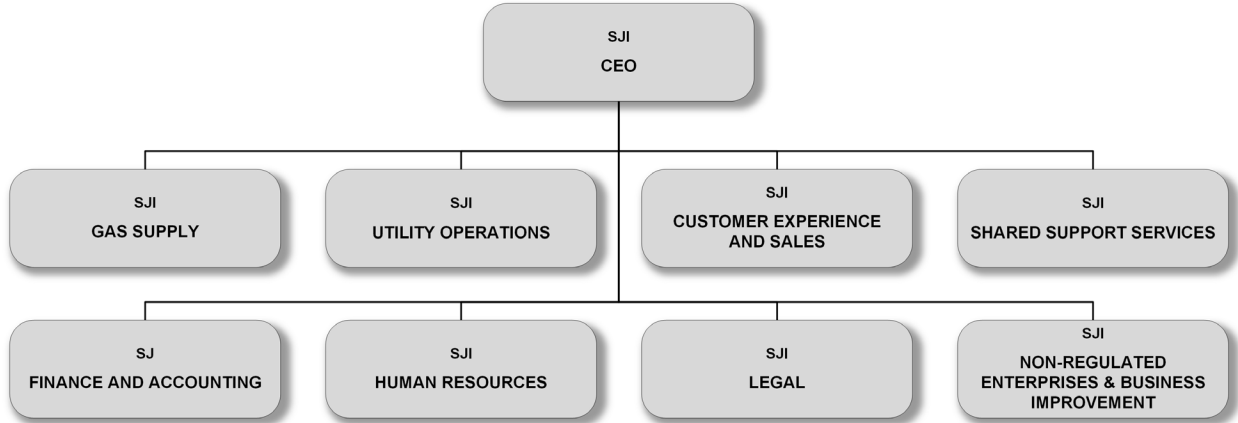 SJI
CEO
SJI
GAS SUPPLY
SJI
UTILITY OPERATIONS
SJI
CUSTOMER EXPERIENCE
AND SALES
SJI
SHARED SUPPORT SERVICES
SJ
FINANCE AND ACCOUNTING
SJI
HUMAN RESOURCES
SJI
LEGAL
SJI
NON-REGULATED
ENTERPRISES & BUSINESS
IMPROVEMENT